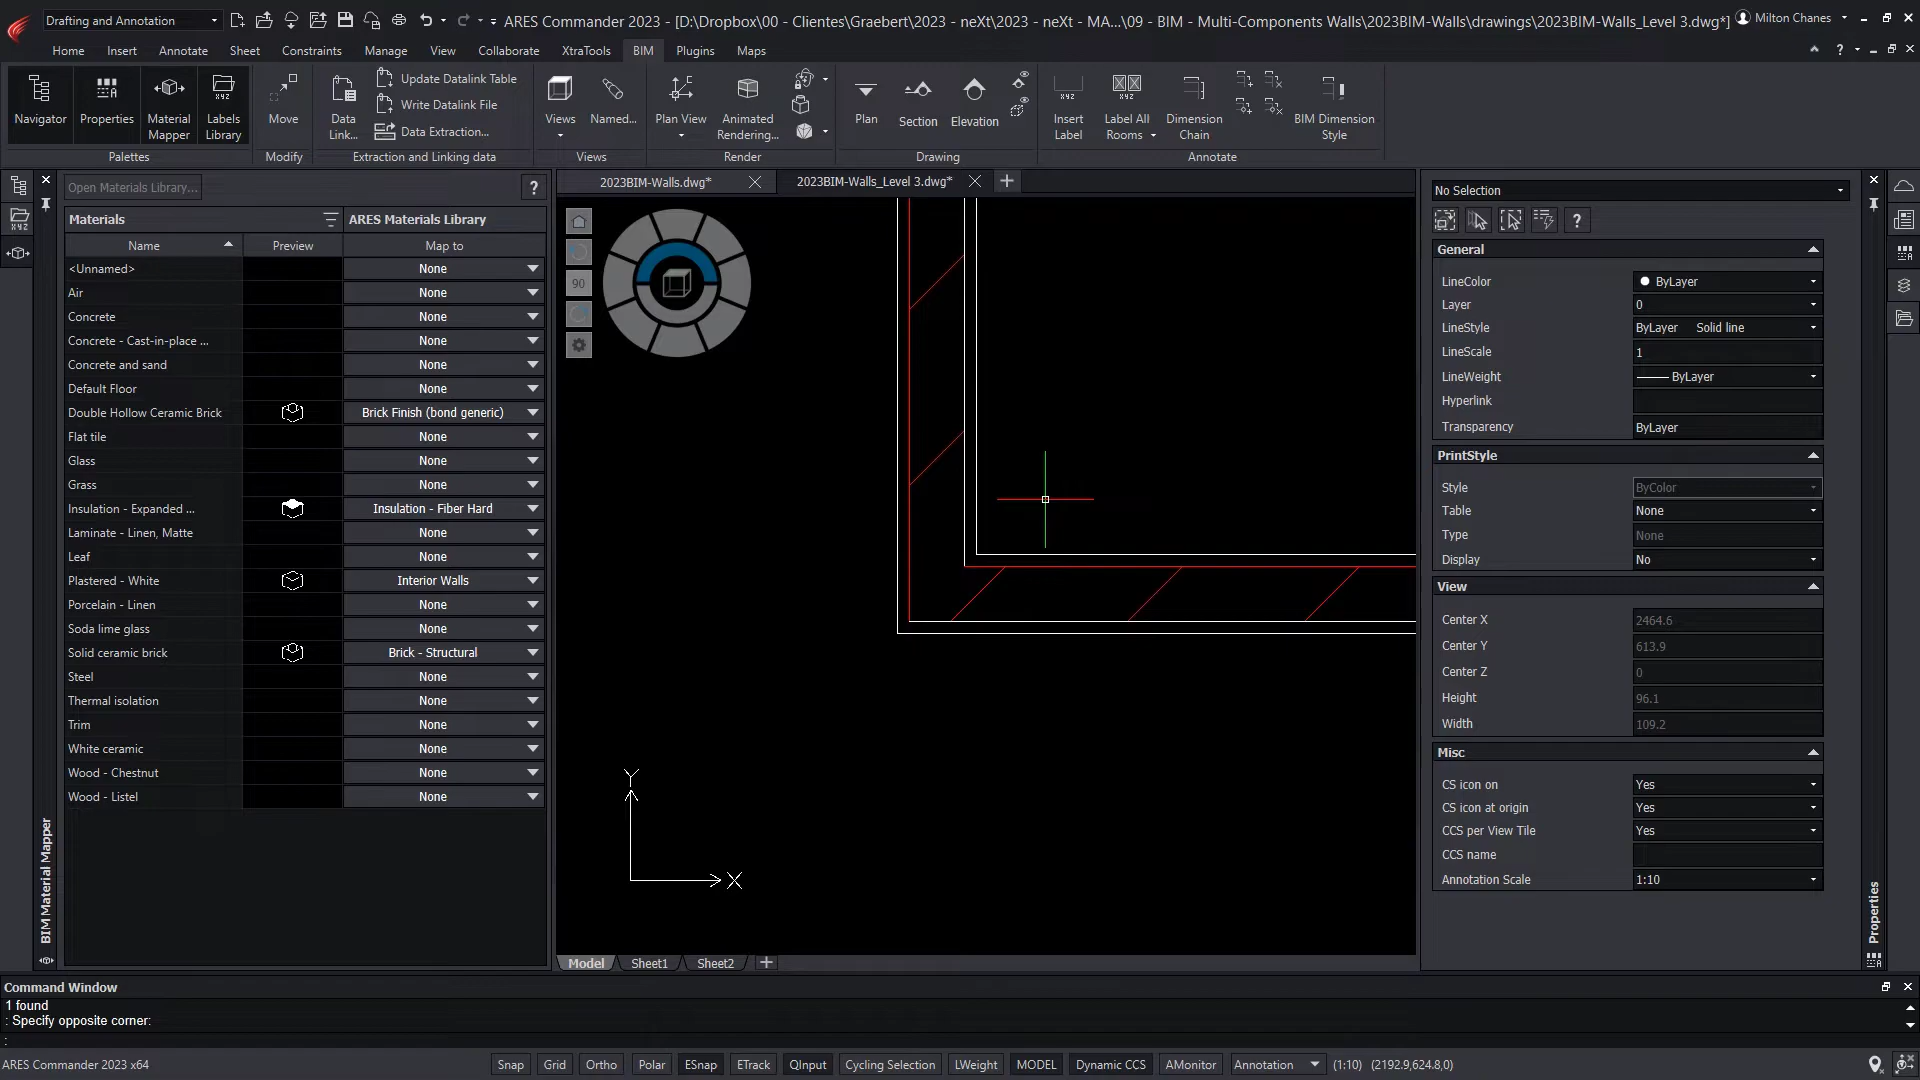 Drafting and Annotation
ARES Commander 2023 - [D:\Dropbox\00 - Clientes\Graebert\2023 - neXt\2023 - neXt - MA...\09 - BIM - Multi-Components Walls\2023BIM-Walls\drawings\2023BIM-Walls_Level 3.dwg*]
Milton Chanes
Home Insert Annotate Sheet Constraints Manage View Collaborate XtraTools BIM Plugins Maps
Navigator
Properties
Material Mapper
Labels Library
Palettes
Move
Modify
Data Link...
Update Datalink Table
Write Datalink File
Data Extraction...
Extraction and Linking data
Views
Named...
Views
Plan View
Animated Rendering...
Render
Plan
Section
Elevation
Drawing
Insert Label
Label All Rooms
Dimension Chain
BIM Dimension Style
Annotate
Open Materials Library...
?
Materials
ARES Materials Library
Name Preview Map to
<Unnamed> None
Air None
Concrete None
Concrete - Cast-in-place ... None
Concrete and sand None
Default Floor None
Double Hollow Ceramic Brick Brick Finish (bond generic)
Flat tile None
Glass None
Grass None
Insulation - Expanded ... Insulation - Fiber Hard
Laminate - Linen, Matte None
Leaf None
Plastered - White Interior Walls
Porcelain - Linen None
Soda lime glass None
Solid ceramic brick Brick - Structural
Steel None
Thermal isolation None
Trim None
White ceramic None
Wood - Chestnut None
Wood - Listel None
BIM Material Mapper
2023BIM-Walls.dwg*
2023BIM-Walls_Level 3.dwg*
90
Y
X
Model Sheet1 Sheet2
No Selection
?
General
LineColor ByLayer
Layer 0
LineStyle ByLayer Solid line
LineScale 1
LineWeight ByLayer
Hyperlink
Transparency ByLayer
PrintStyle
Style ByColor
Table None
Type None
Display No
View
Center X 2464.6
Center Y 613.9
Center Z 0
Height 96.1
Width 109.2
Misc
CS icon on Yes
CS icon at origin Yes
CCS per View Tile Yes
CCS name
Annotation Scale 1:10
Properties
Command Window
1 found
: Specify opposite corner:
:
ARES Commander 2023 x64
Snap Grid Ortho Polar ESnap ETrack QInput Cycling Selection LWeight MODEL Dynamic CCS AMonitor Annotation (1:10) (2192.9,624.8,0)